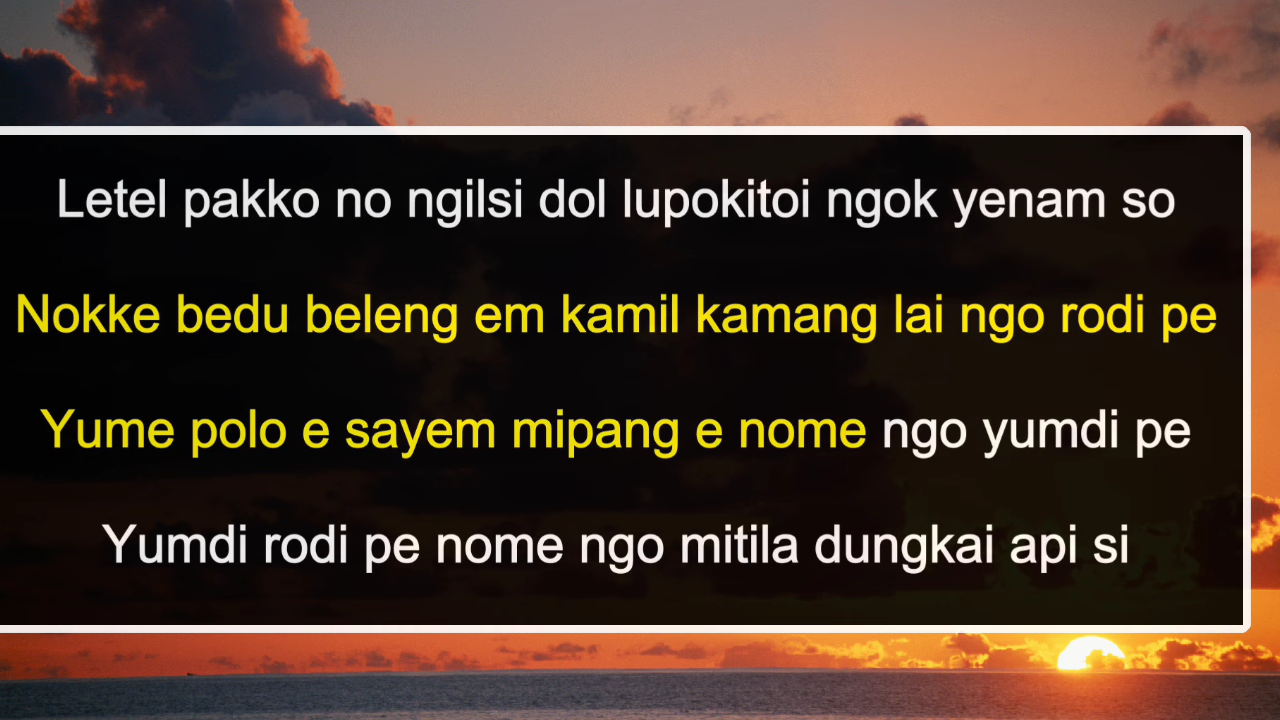 Letel pakko no ngilsi dol lupokitoi ngok yenam so
Nokke bedu beleng em kamil kamang lai ngo rodi pe
Yume polo e sayem mipang e nome ngo yumdi pe
Yumdi rodi pe nome ngo mitila dungkai api si